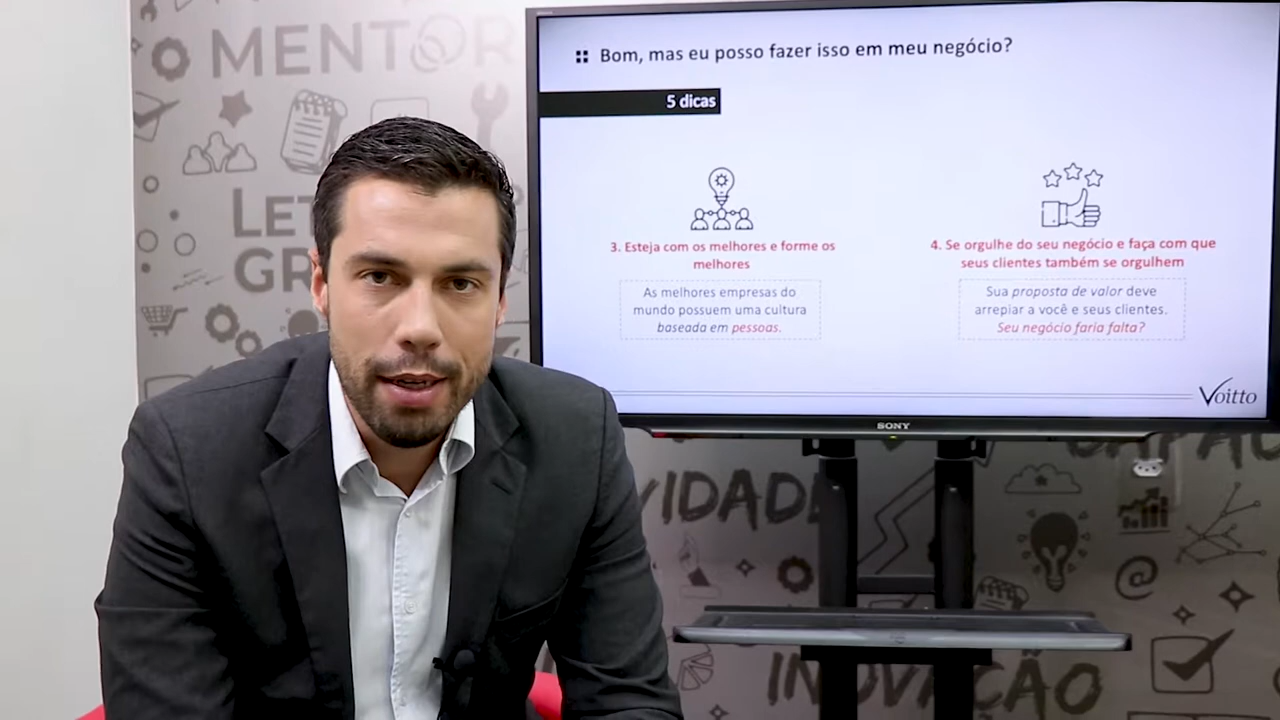 MENTOR
LET
GR
Bom, mas eu posso fazer isso em meu negócio?
5 dicas
3. Esteja com os melhores e forme os
melhores
As melhores empresas do
mundo possuem uma cultura
baseada em pessoas.
4. Se orgulhe do seu negócio e faça com que
seus clientes também se orgulhem
Sua proposta de valor deve
arrepiar a você e seus clientes.
Seu negócio faria falta?
Voitto
SONY
VIDADE
INOVAÇÃO